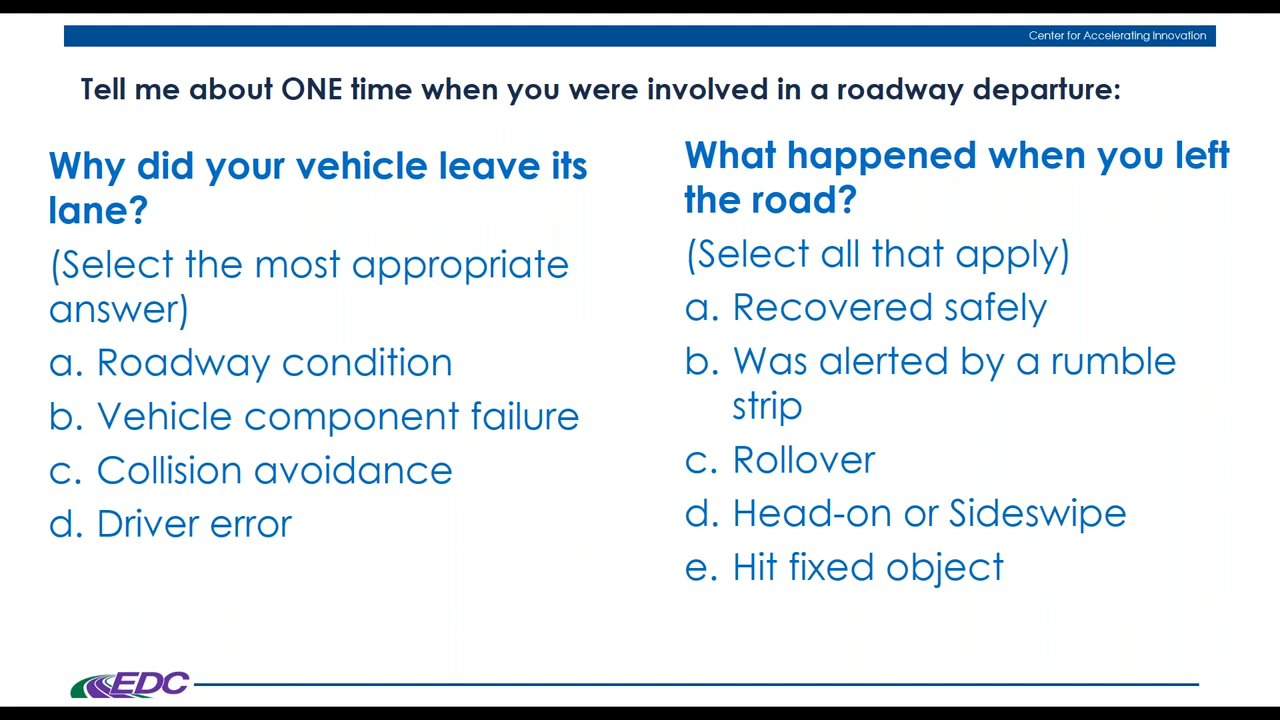 Center for Accelerating Innovation
Tell me about ONE time when you were involved in a roadway departure:
Why did your vehicle leave its
lane?
(Select the most appropriate
answer)
a. Roadway condition
b. Vehicle component failure
c. Collision avoidance
d. Driver error
What happened when you left
the road?
(Select all that apply)
a. Recovered safely
b. Was alerted by a rumble
strip
c. Rollover
d. Head-on or Sideswipe
e. Hit fixed object
EDC